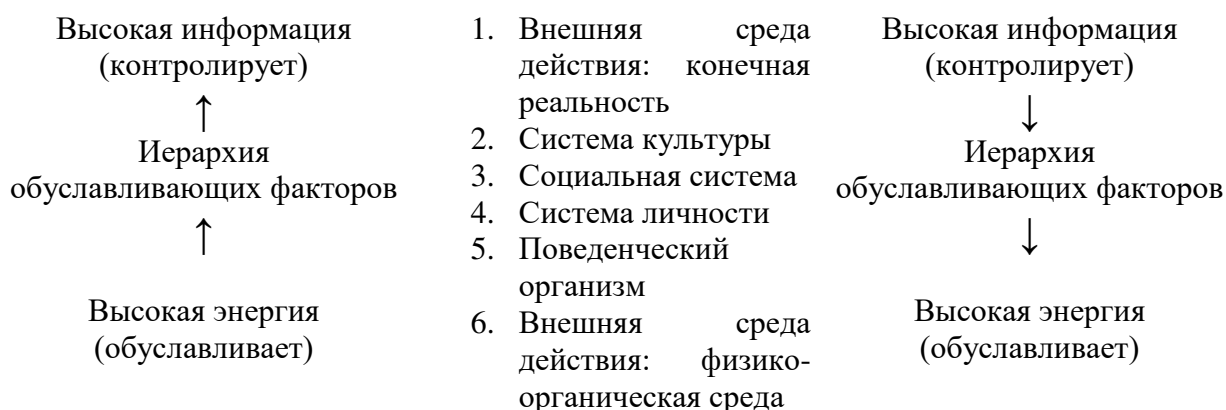 Высокая информация
(контролирует)
↑
Иерархия
обуславливающих факторов
↑
Высокая энергия
(обуславливает)
1. Внешняя среда
действия: конечная
реальность
2. Система культуры
3. Социальная система
4. Система личности
5. Поведенческий
организм
6. Внешняя среда
действия: физико-
органическая среда
Высокая информация
(контролирует)
↓
Иерархия
обуславливающих факторов
↓
Высокая энергия
(обуславливает)